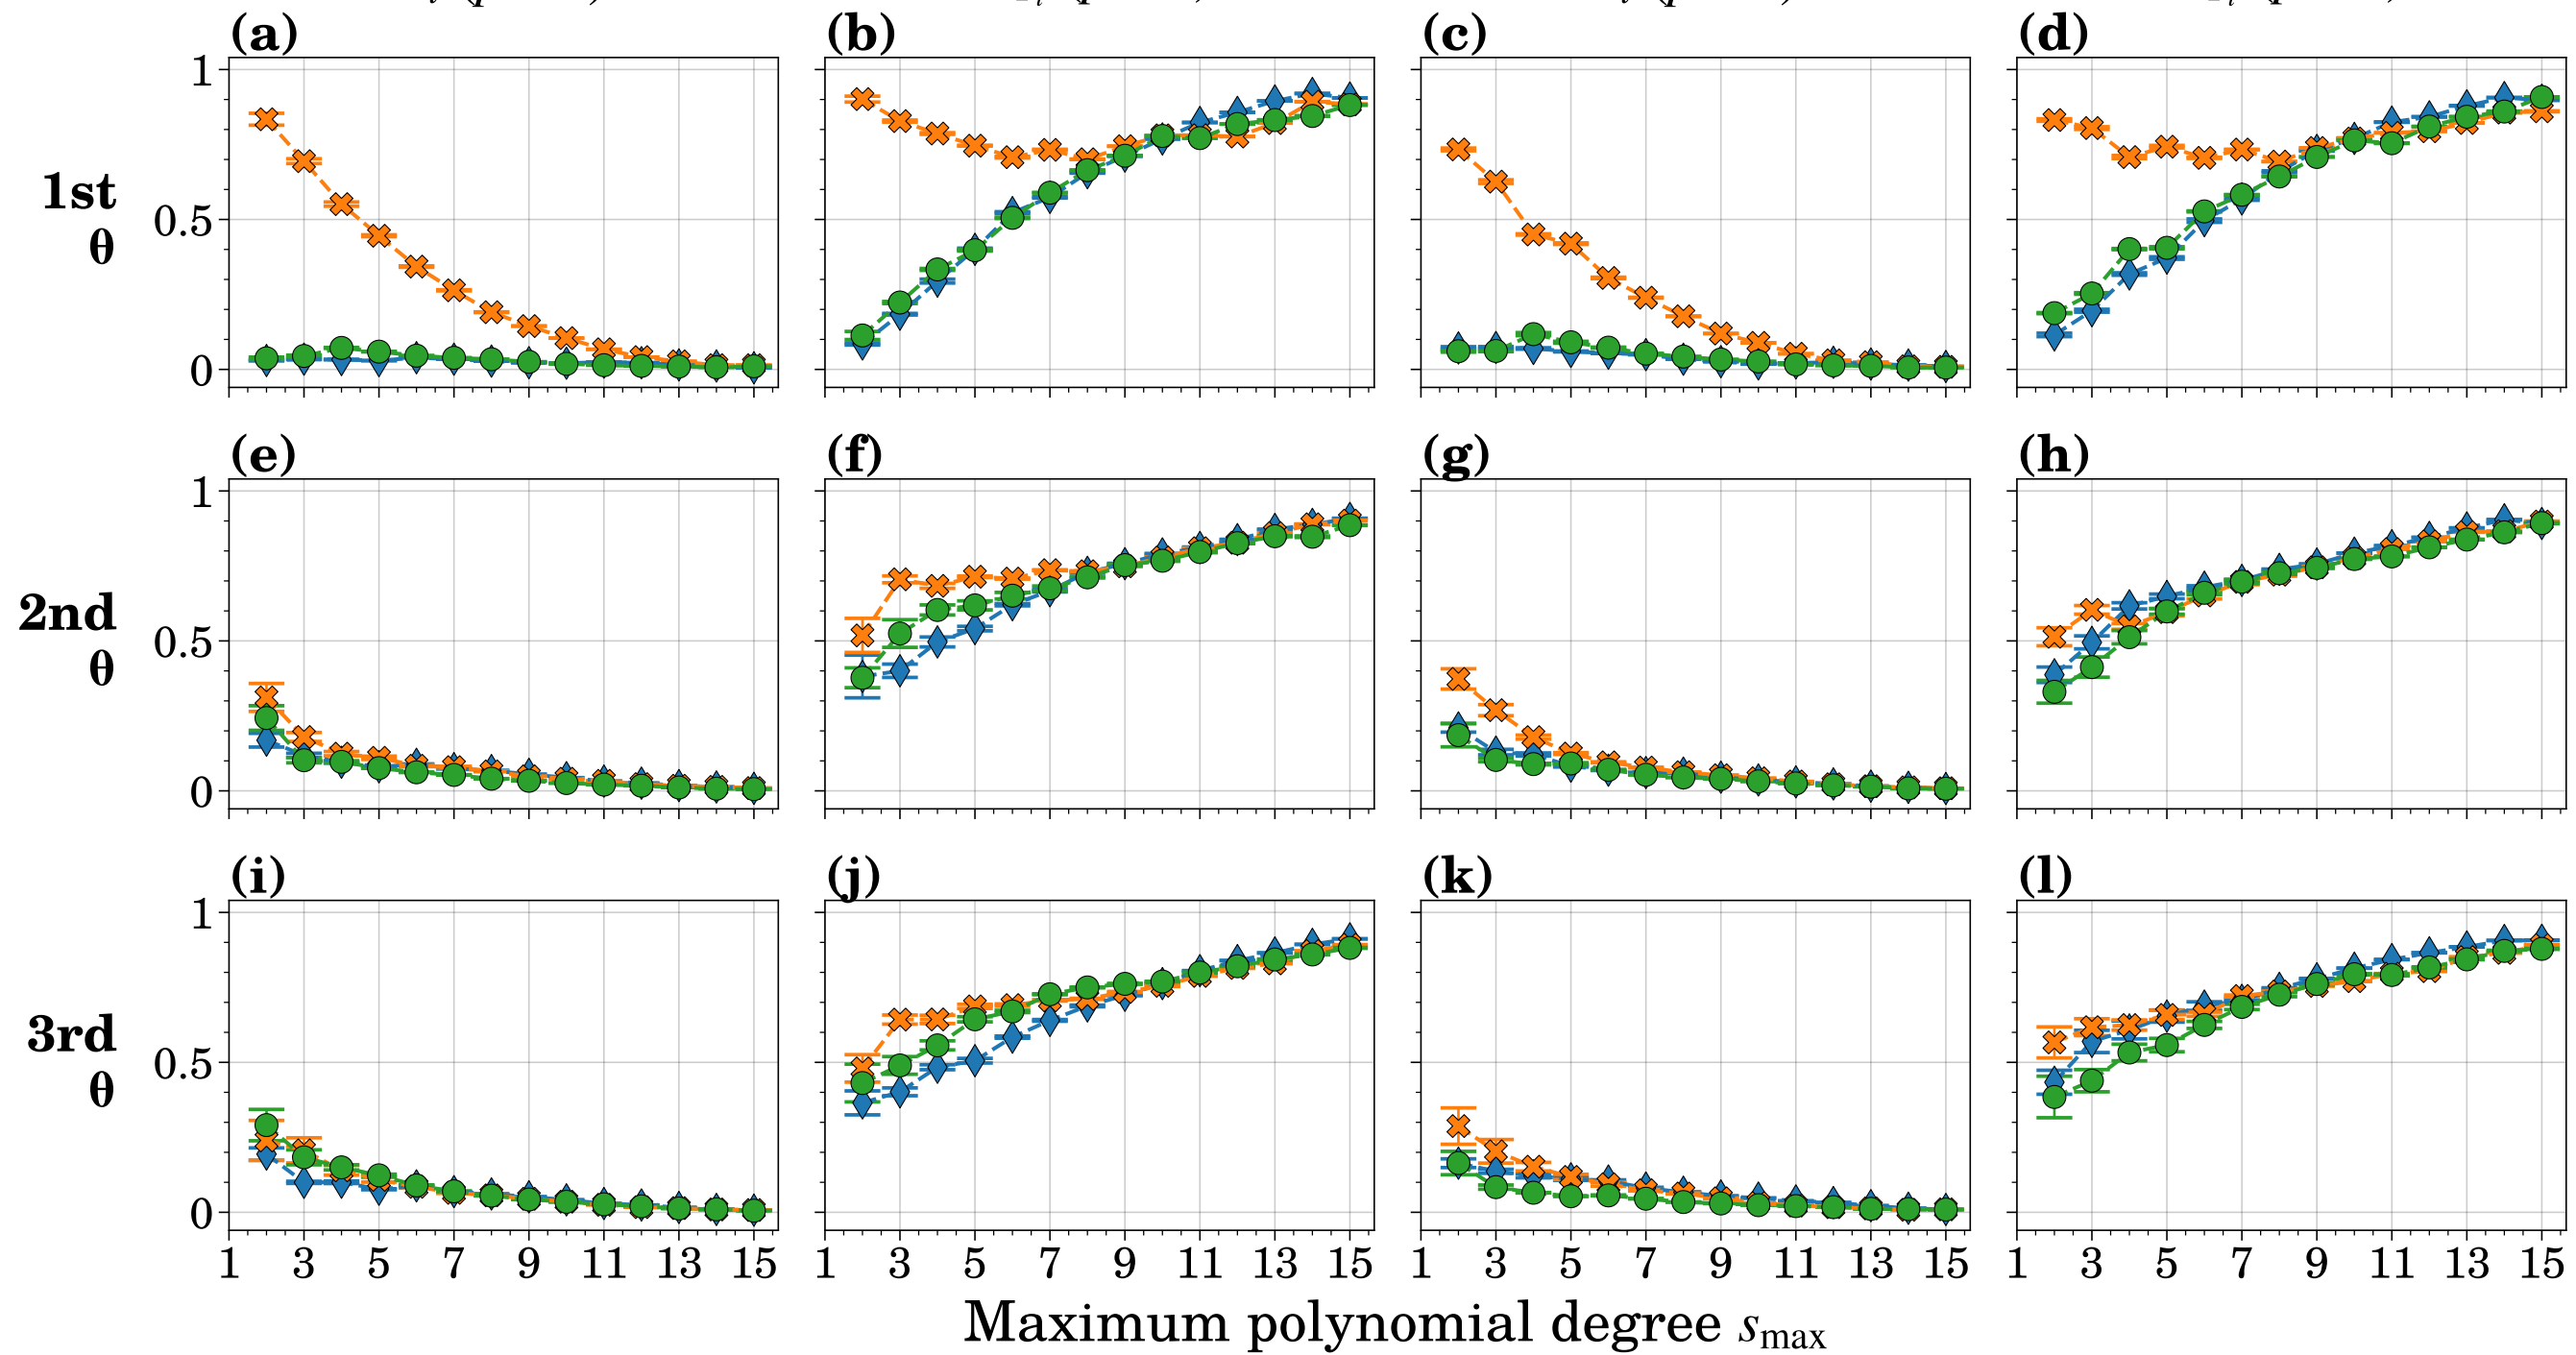 (a) (b) (c) (d)
1
0.5
0
1st
θ
(e) (f) (g) (h)
1
0.5
0
2nd
θ
(i) (j) (k) (l)
1
0.5
0
3rd
θ
1 3 5 7 9 11 13 15 1 3 5 7 9 11 13 15 1 3 5 7 9 11 13 15 1 3 5 7 9 11 13 15
Maximum polynomial degree s_max